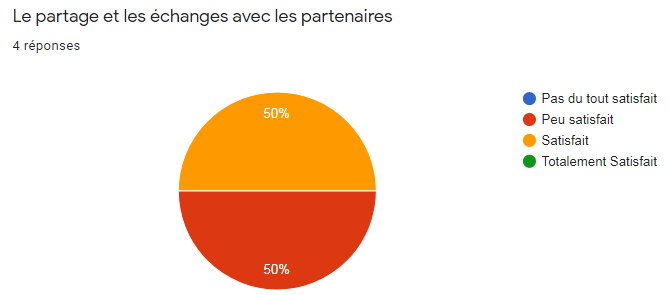 Le partage et les échanges avec les partenaires
4 réponses
50%
50%
Pas du tout satisfait
Peu satisfait
Satisfait
Totalement Satisfait